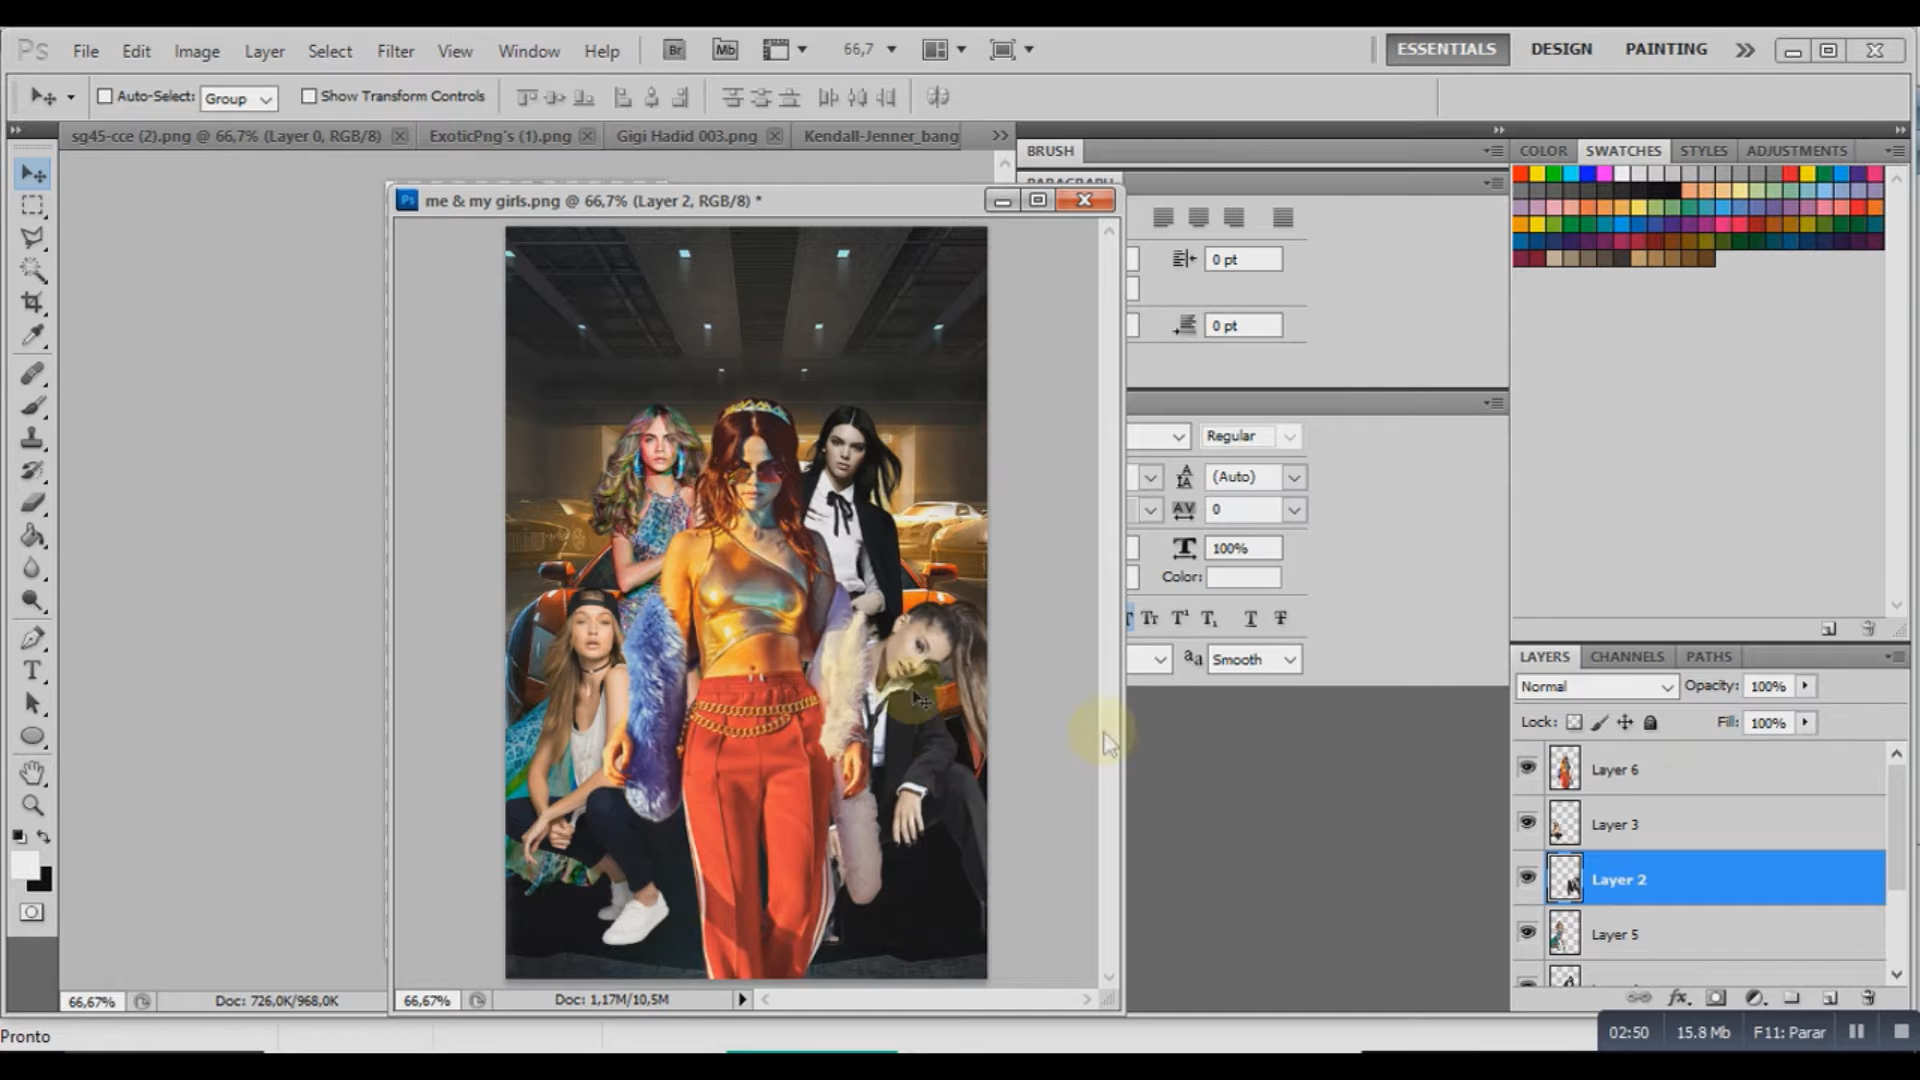 Ps File Edit Image Layer Select Filter View Window Help Br Mb 66,7 ESSENTIALS DESIGN PAINTING
Auto-Select: Group Show Transform Controls
sg45-cce (2).png @ 66,7% (Layer 0, RGB/8) ExoticPng's (1).png Gigi Hadid 003.png Kendall-Jenner_bang
BRUSH
COLOR SWATCHES STYLES ADJUSTMENTS
Ps me & my girls.png @ 66,7% (Layer 2, RGB/8) *
0 pt
0 pt
Regular
(Auto)
0
100%
Color:
Smooth
LAYERS CHANNELS PATHS
Normal Opacity: 100%
Lock: Fill: 100%
Layer 6
Layer 3
Layer 2
Layer 5
66,67% Doc: 726,0K/968,0K
66,67% Doc: 1,17M/10,5M
Pronto
02:50 15.8 Mb F11: Parar